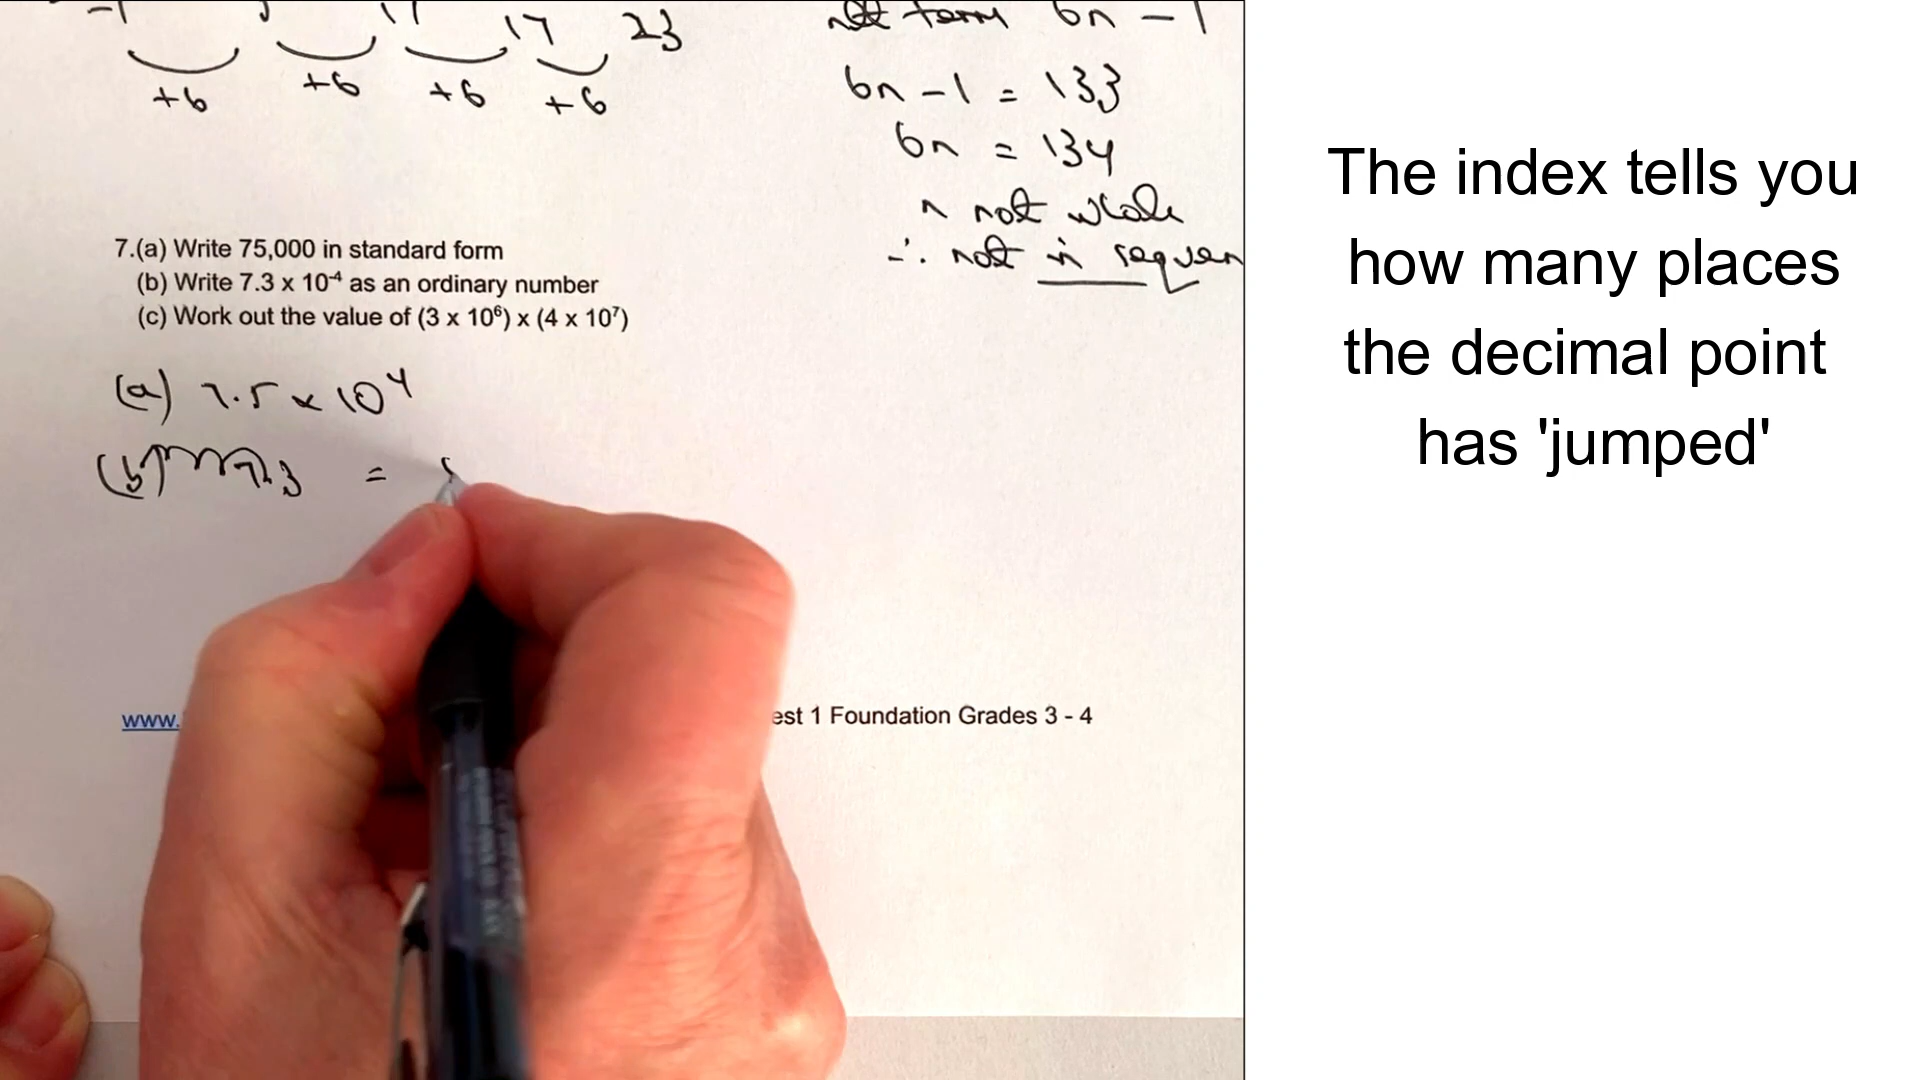 17 23
+6 +6 +6 +6
term 6n - 1
6n - 1 = 133
6n = 134
n not whole
∴ not in sequen
7.(a) Write 75,000 in standard form
(b) Write 7.3 x 10⁻⁴ as an ordinary number
(c) Work out the value of (3 x 10⁶) x (4 x 10⁷)
(a) 7.5 x 10⁴
(b) 7.3 =
www.
est 1 Foundation Grades 3 - 4
The index tells you
how many places
the decimal point
has 'jumped'